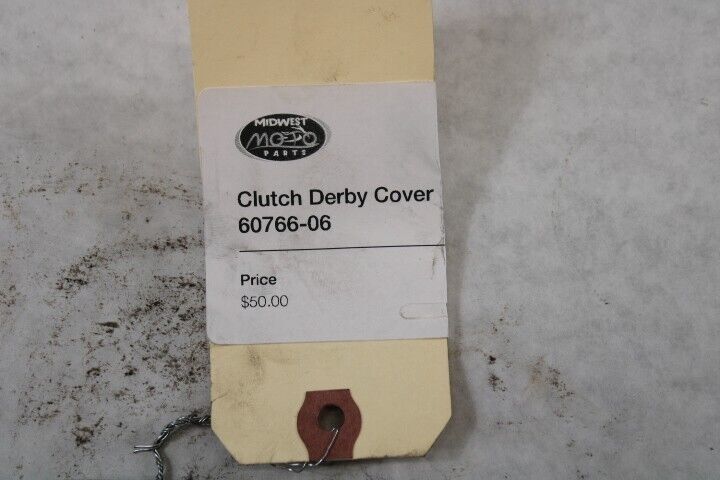 MIDWEST
MOTO
PARTS
Clutch Derby Cover
60766-06
Price
$50.00